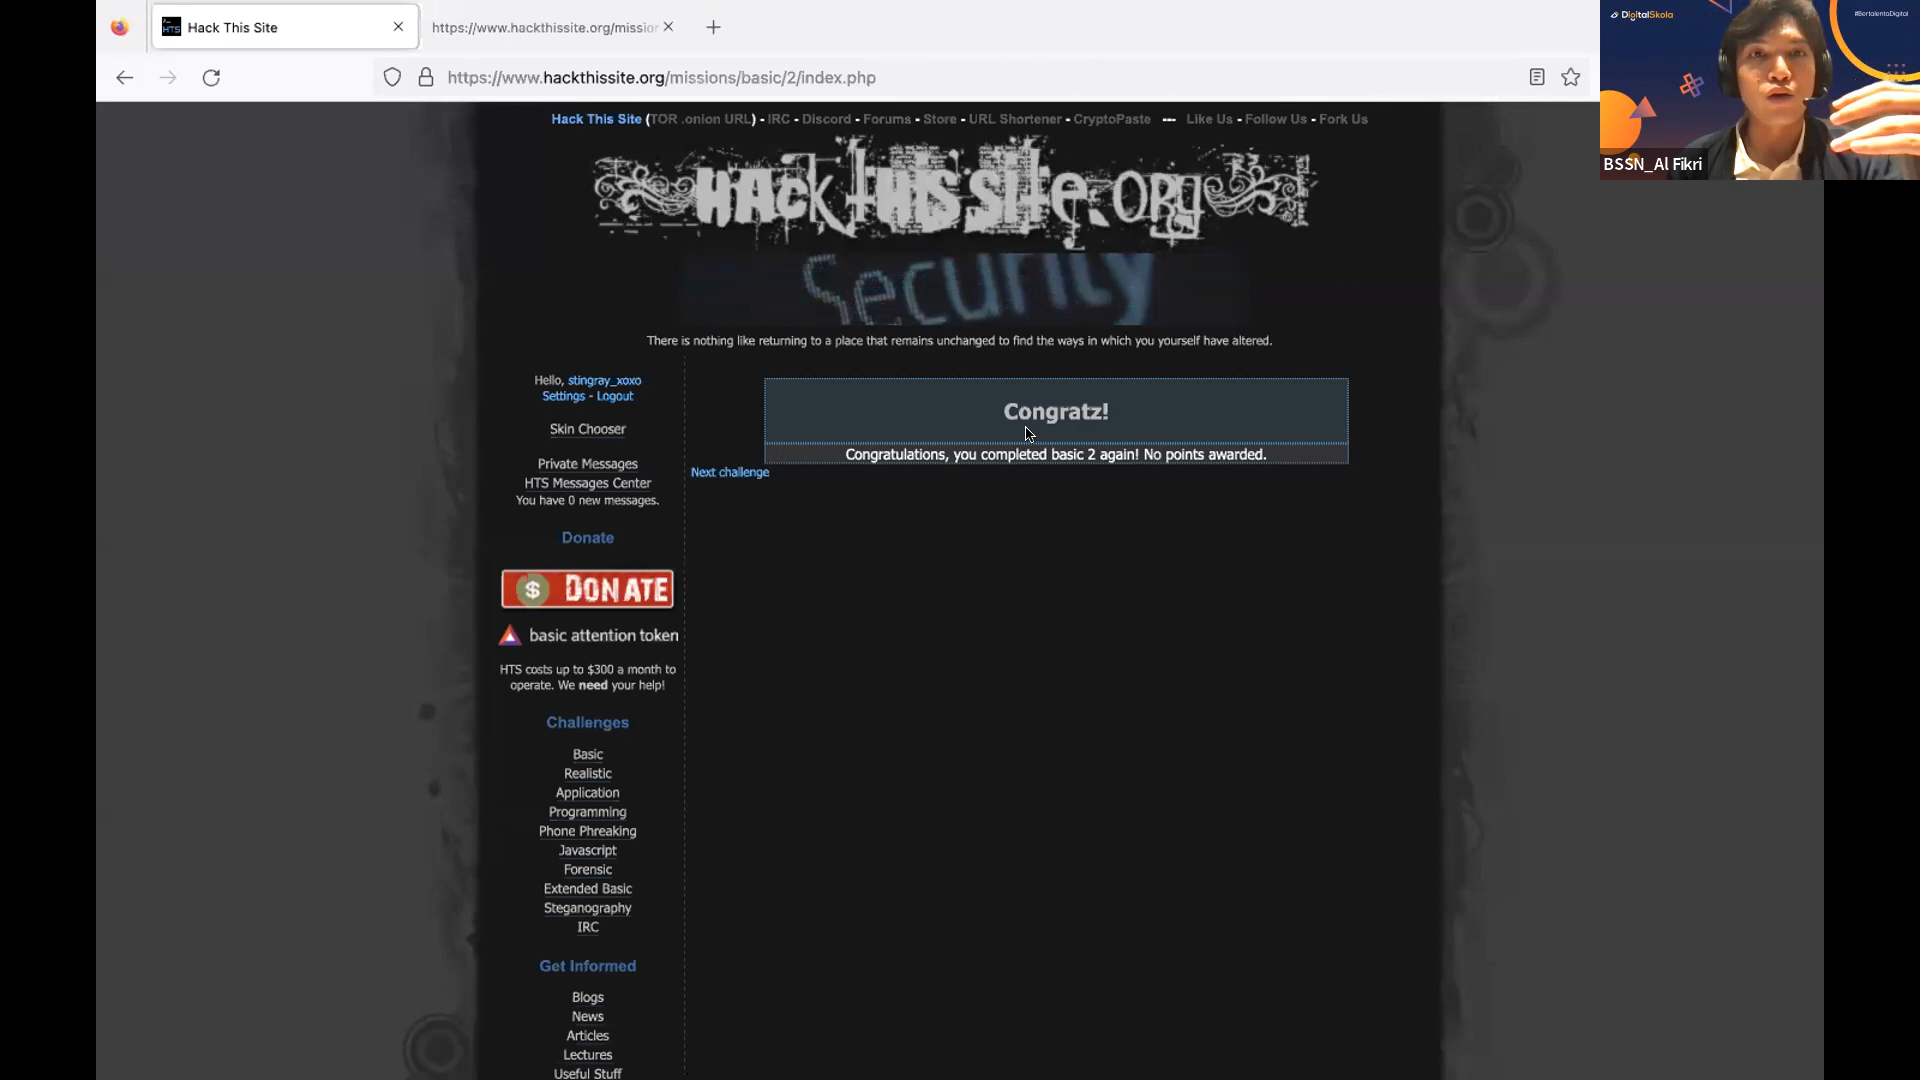 Hack This Site
https://www.hackthissite.org/missio
https://www.hackthissite.org/missions/basic/2/index.php
DigitalSkola
#BertalentaDigital
BSSN_Al Fikri
Hack This Site (TOR .onion URL) - IRC - Discord - Forums - Store - URL Shortener - CryptoPaste --- Like Us - Follow Us - Fork Us
HACK THIS SITE.ORG
Security
There is nothing like returning to a place that remains unchanged to find the ways in which you yourself have altered.
Hello, stingray_xoxo
Settings - Logout
Skin Chooser
Private Messages
HTS Messages Center
You have 0 new messages.
Donate
$ DONATE
basic attention token
HTS costs up to $300 a month to
operate. We need your help!
Challenges
Basic
Realistic
Application
Programming
Phone Phreaking
Javascript
Forensic
Extended Basic
Steganography
IRC
Get Informed
Blogs
News
Articles
Lectures
Useful Stuff
Congratz!
Congratulations, you completed basic 2 again! No points awarded.
Next challenge